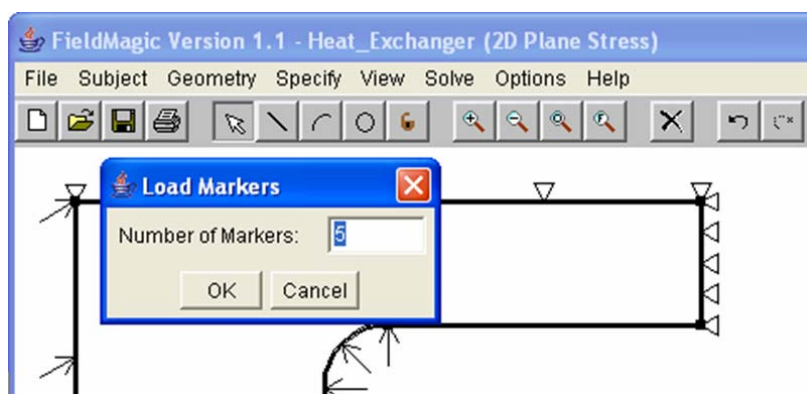 FieldMagic Version 1.1 - Heat_Exchanger (2D Plane Stress)
File Subject Geometry Specify View Solve Options Help
Load Markers
Number of Markers: 5
OK Cancel